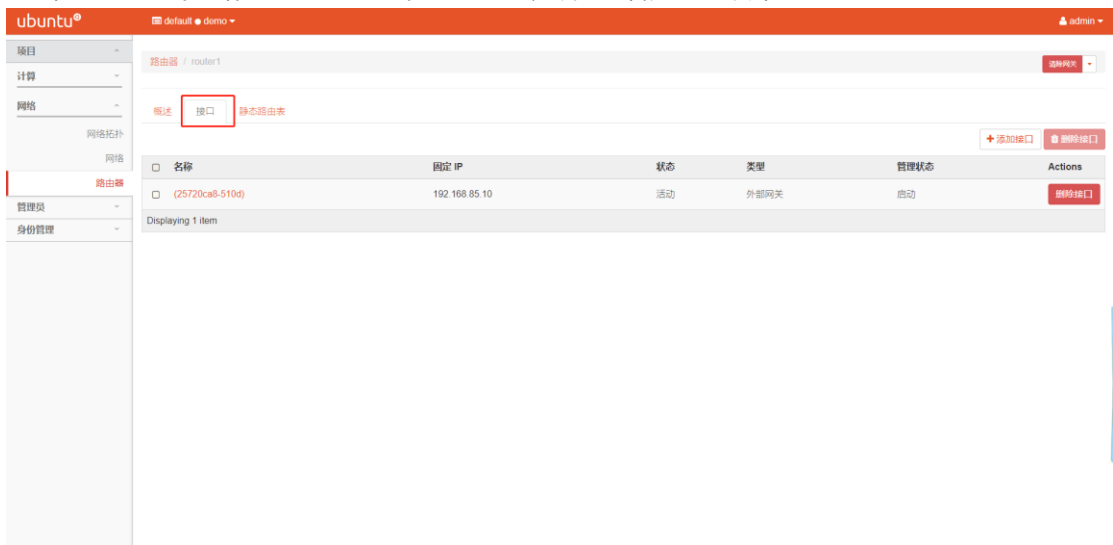 ubuntu®
default ● demo
admin
项目
计算
网络
网络拓扑
网络
路由器
管理员
身份管理
路由器 / router1
清除网关
概述 接口 静态路由表
+添加接口 删除接口
名称 固定 IP 状态 类型 管理状态 Actions
(25720ca8-510d) 192.168.85.10 活动 外部网关 启动 删除接口
Displaying 1 item